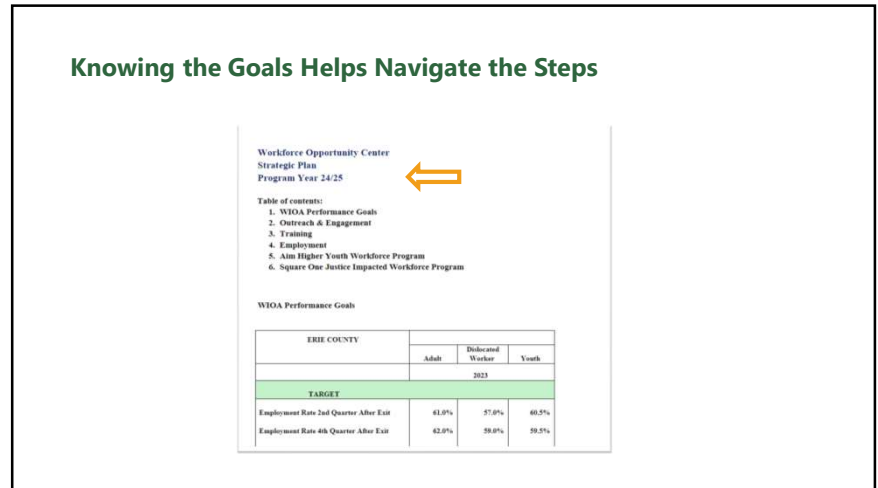 Knowing the Goals Helps Navigate the Steps
Workforce Opportunity Center
Strategic Plan
Program Year 24/25
Table of contents:
1. WIOA Performance Goals
2. Outreach & Engagement
3. Training
4. Employment
5. Aim Higher Youth Workforce Program
6. Square One Justice Impacted Workforce Program
WIOA Performance Goals
ERIE COUNTY
Adult Dislocated Worker Youth
2023
TARGET
Employment Rate 2nd Quarter After Exit 61.0% 57.0% 60.5%
Employment Rate 4th Quarter After Exit 62.0% 59.0% 59.5%